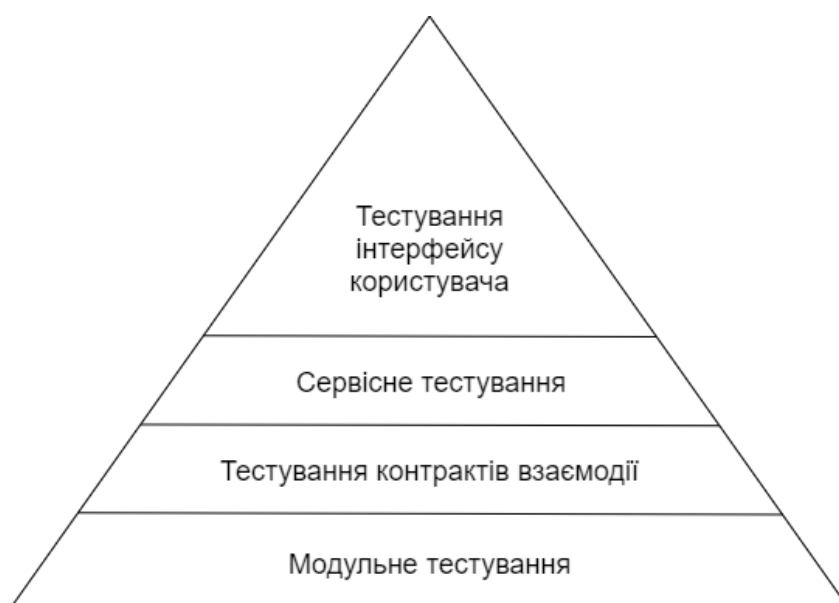 Тестування
інтерфейсу
користувача
Сервісне тестування
Тестування контрактів взаємодії
Модульне тестування